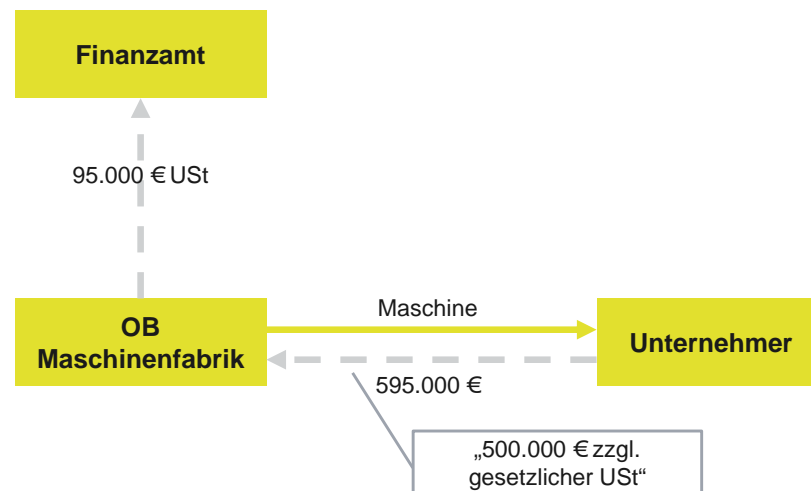 Finanzamt
95.000 € USt
OB
Maschinenfabrik
Maschine
Unternehmer
595.000 €
„500.000 € zzgl.
gesetzlicher USt“